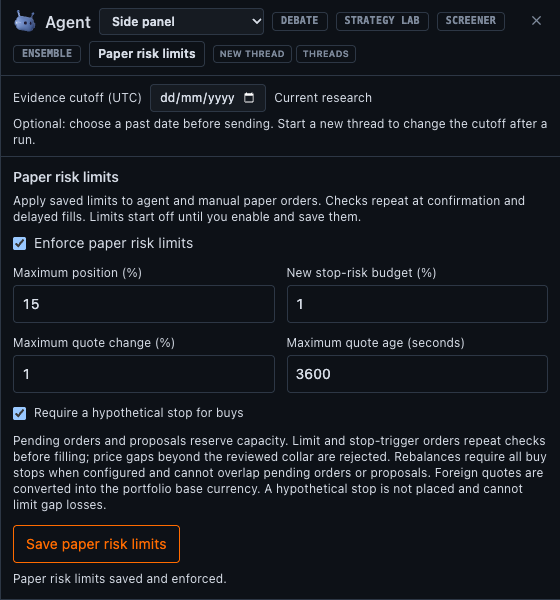 Agent Side panel DEBATE STRATEGY LAB SCREENER ×
ENSEMBLE Paper risk limits NEW THREAD THREADS
Evidence cutoff (UTC) dd/mm/yyyy Current research
Optional: choose a past date before sending. Start a new thread to change the cutoff after a
run.
Paper risk limits
Apply saved limits to agent and manual paper orders. Checks repeat at confirmation and
delayed fills. Limits start off until you enable and save them.
Enforce paper risk limits
Maximum position (%) New stop-risk budget (%)
15 1
Maximum quote change (%) Maximum quote age (seconds)
1 3600
Require a hypothetical stop for buys
Pending orders and proposals reserve capacity. Limit and stop-trigger orders repeat checks
before filling; price gaps beyond the reviewed collar are rejected. Rebalances require all buy
stops when configured and cannot overlap pending orders or proposals. Foreign quotes are
converted into the portfolio base currency. A hypothetical stop is not placed and cannot
limit gap losses.
Save paper risk limits
Paper risk limits saved and enforced.